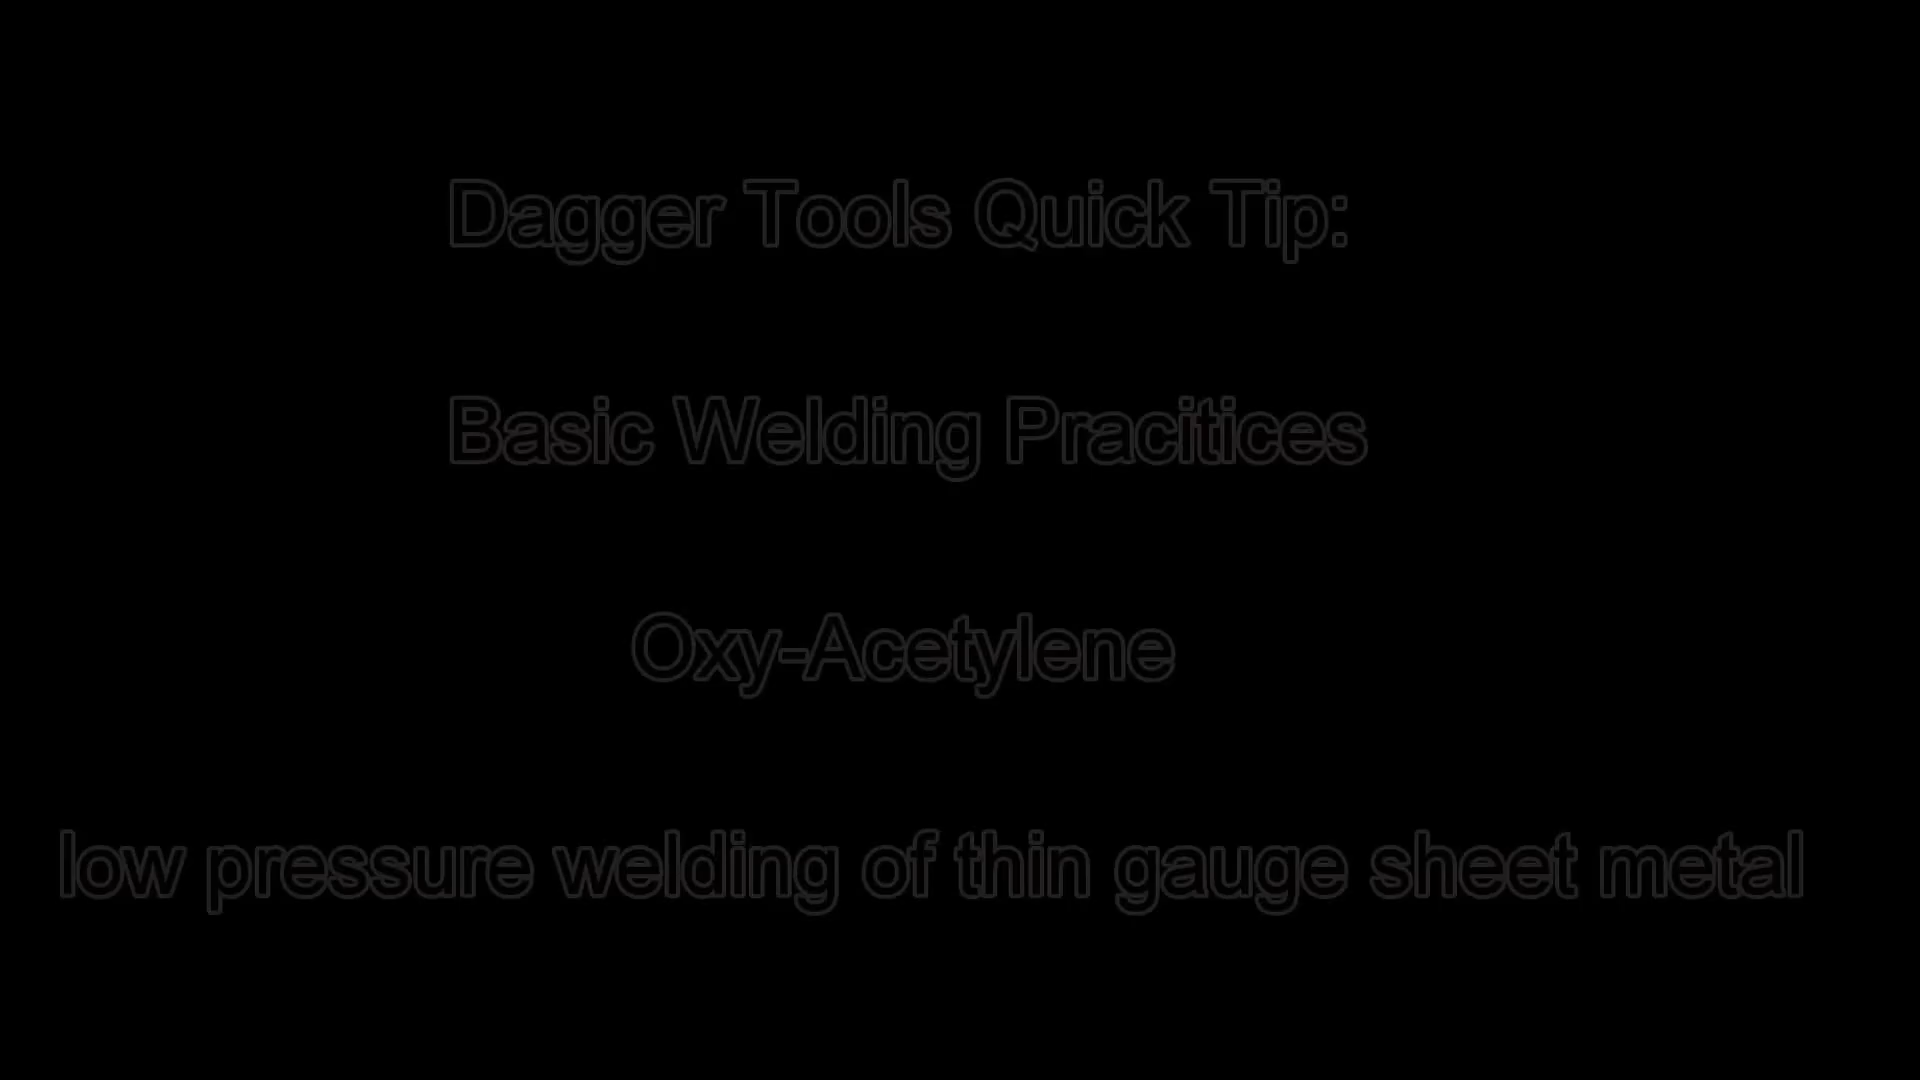 Dagger Tools Quick Tip:
Basic Welding Pracitices
Oxy-Acetylene
low pressure welding of thin gauge sheet metal